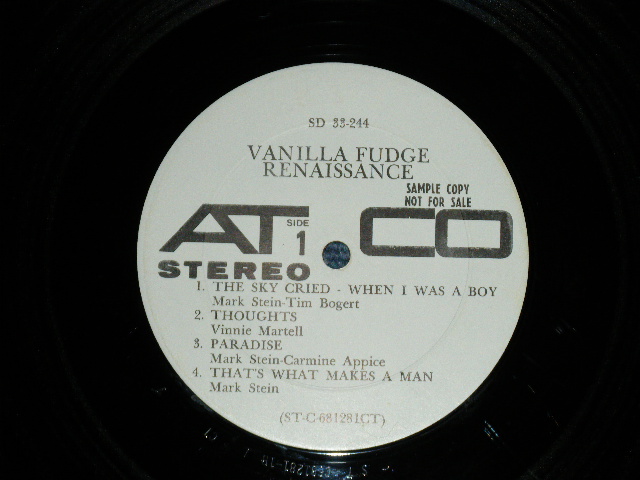 SD 33-244
VANILLA FUDGE
RENAISSANCE
SAMPLE COPY
NOT FOR SALE
ATCO
SIDE
1
STEREO
1. THE SKY CRIED - WHEN I WAS A BOY
Mark Stein-Tim Bogert
2. THOUGHTS
Vinnie Martell
3. PARADISE
Mark Stein-Carmine Appice
4. THAT'S WHAT MAKES A MAN
Mark Stein
(ST-C-681281CT)